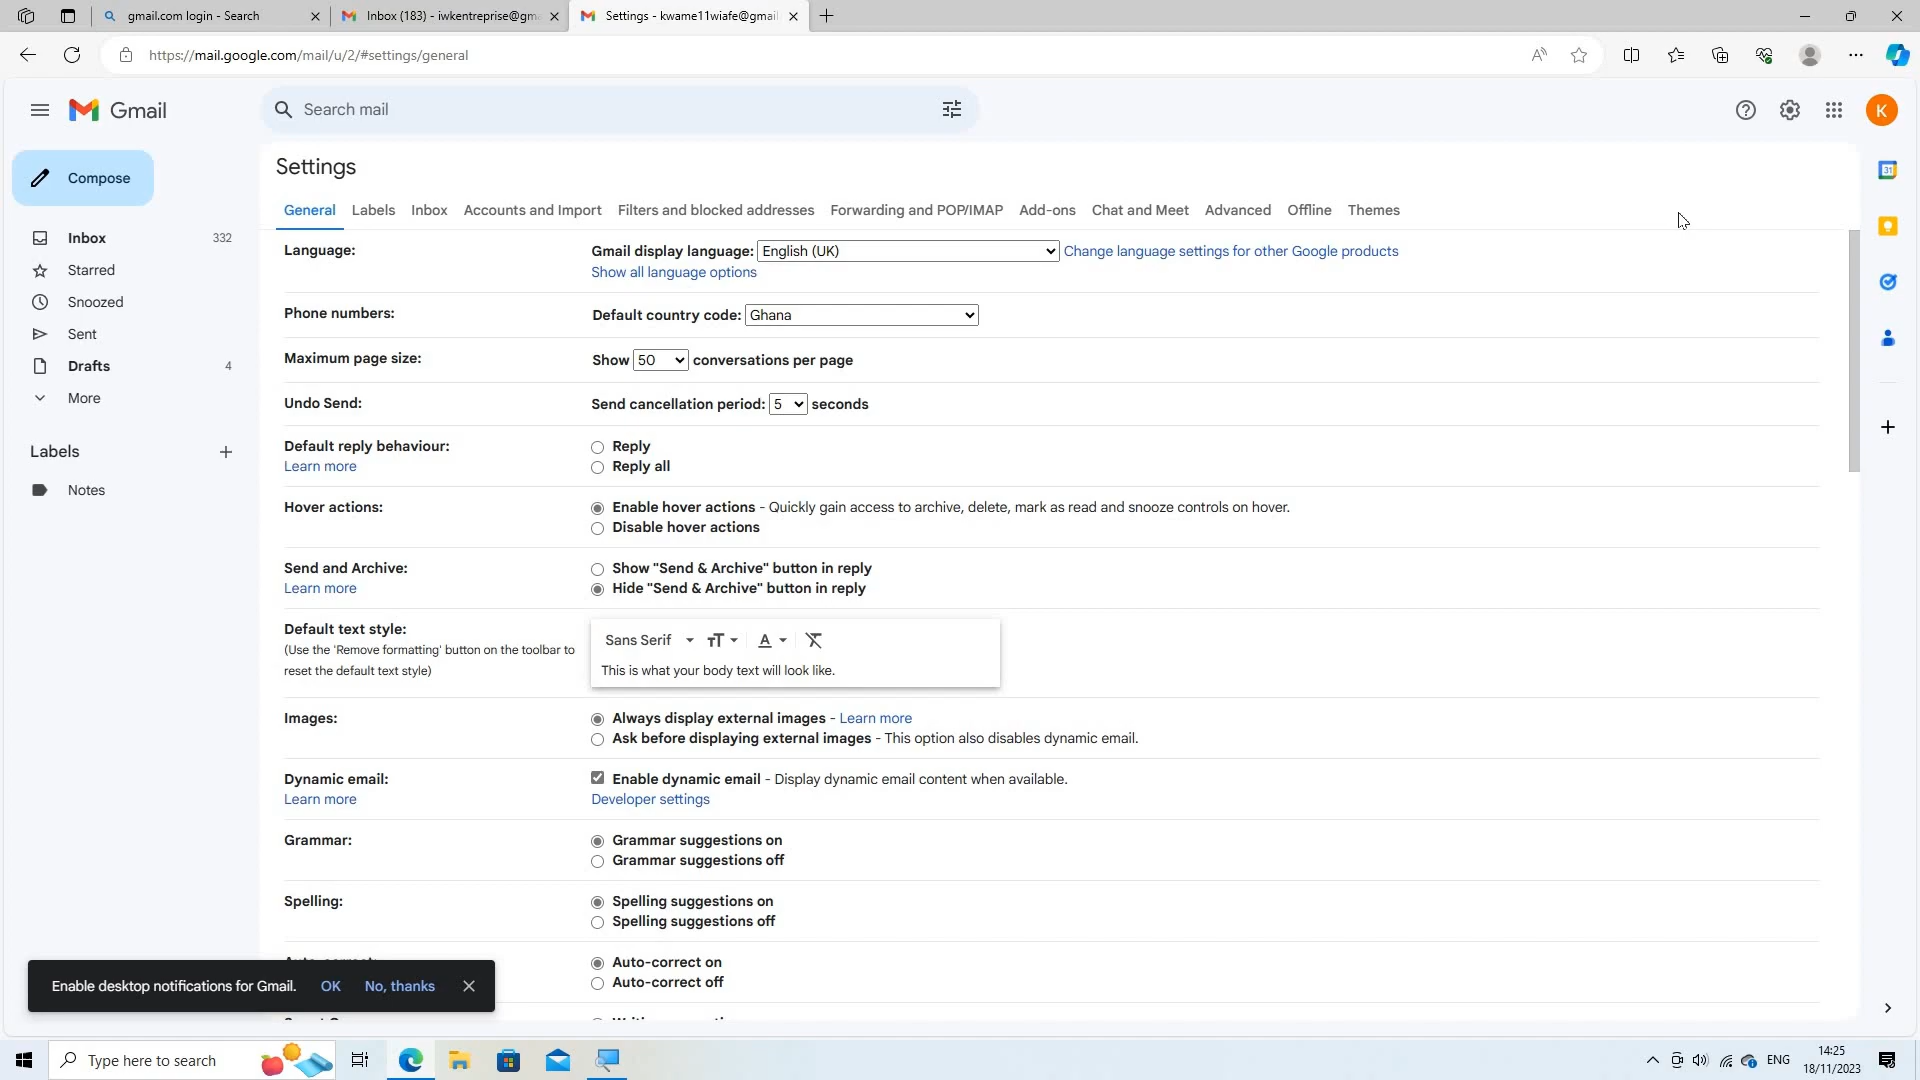 gmail.com login - Search
Inbox (183) - iwkentreprise@gma
Settings - kwame11wiafe@gmail
https://mail.google.com/mail/u/2/#settings/general
Gmail
Search mail
K
Compose
Inbox 332
Starred
Snoozed
Sent
Drafts 4
More
Labels
Notes
Settings
General Labels Inbox Accounts and Import Filters and blocked addresses Forwarding and POP/IMAP Add-ons Chat and Meet Advanced Offline Themes
Language: Gmail display language: English (UK) Change language settings for other Google products
Show all language options
Phone numbers: Default country code: Ghana
Maximum page size: Show 50 conversations per page
Undo Send: Send cancellation period: 5 seconds
Default reply behaviour: Reply
Learn more Reply all
Hover actions: Enable hover actions - Quickly gain access to archive, delete, mark as read and snooze controls on hover.
Disable hover actions
Send and Archive: Show "Send & Archive" button in reply
Learn more Hide "Send & Archive" button in reply
Default text style: Sans Serif
(Use the 'Remove formatting' button on the toolbar to
reset the default text style) This is what your body text will look like.
Images: Always display external images - Learn more
Ask before displaying external images - This option also disables dynamic email.
Dynamic email: Enable dynamic email - Display dynamic email content when available.
Learn more Developer settings
Grammar: Grammar suggestions on
Grammar suggestions off
Spelling: Spelling suggestions on
Spelling suggestions off
Auto-correct on
Auto-correct off
Enable desktop notifications for Gmail. OK No, thanks
Type here to search
ENG
14:25
18/11/2023
31